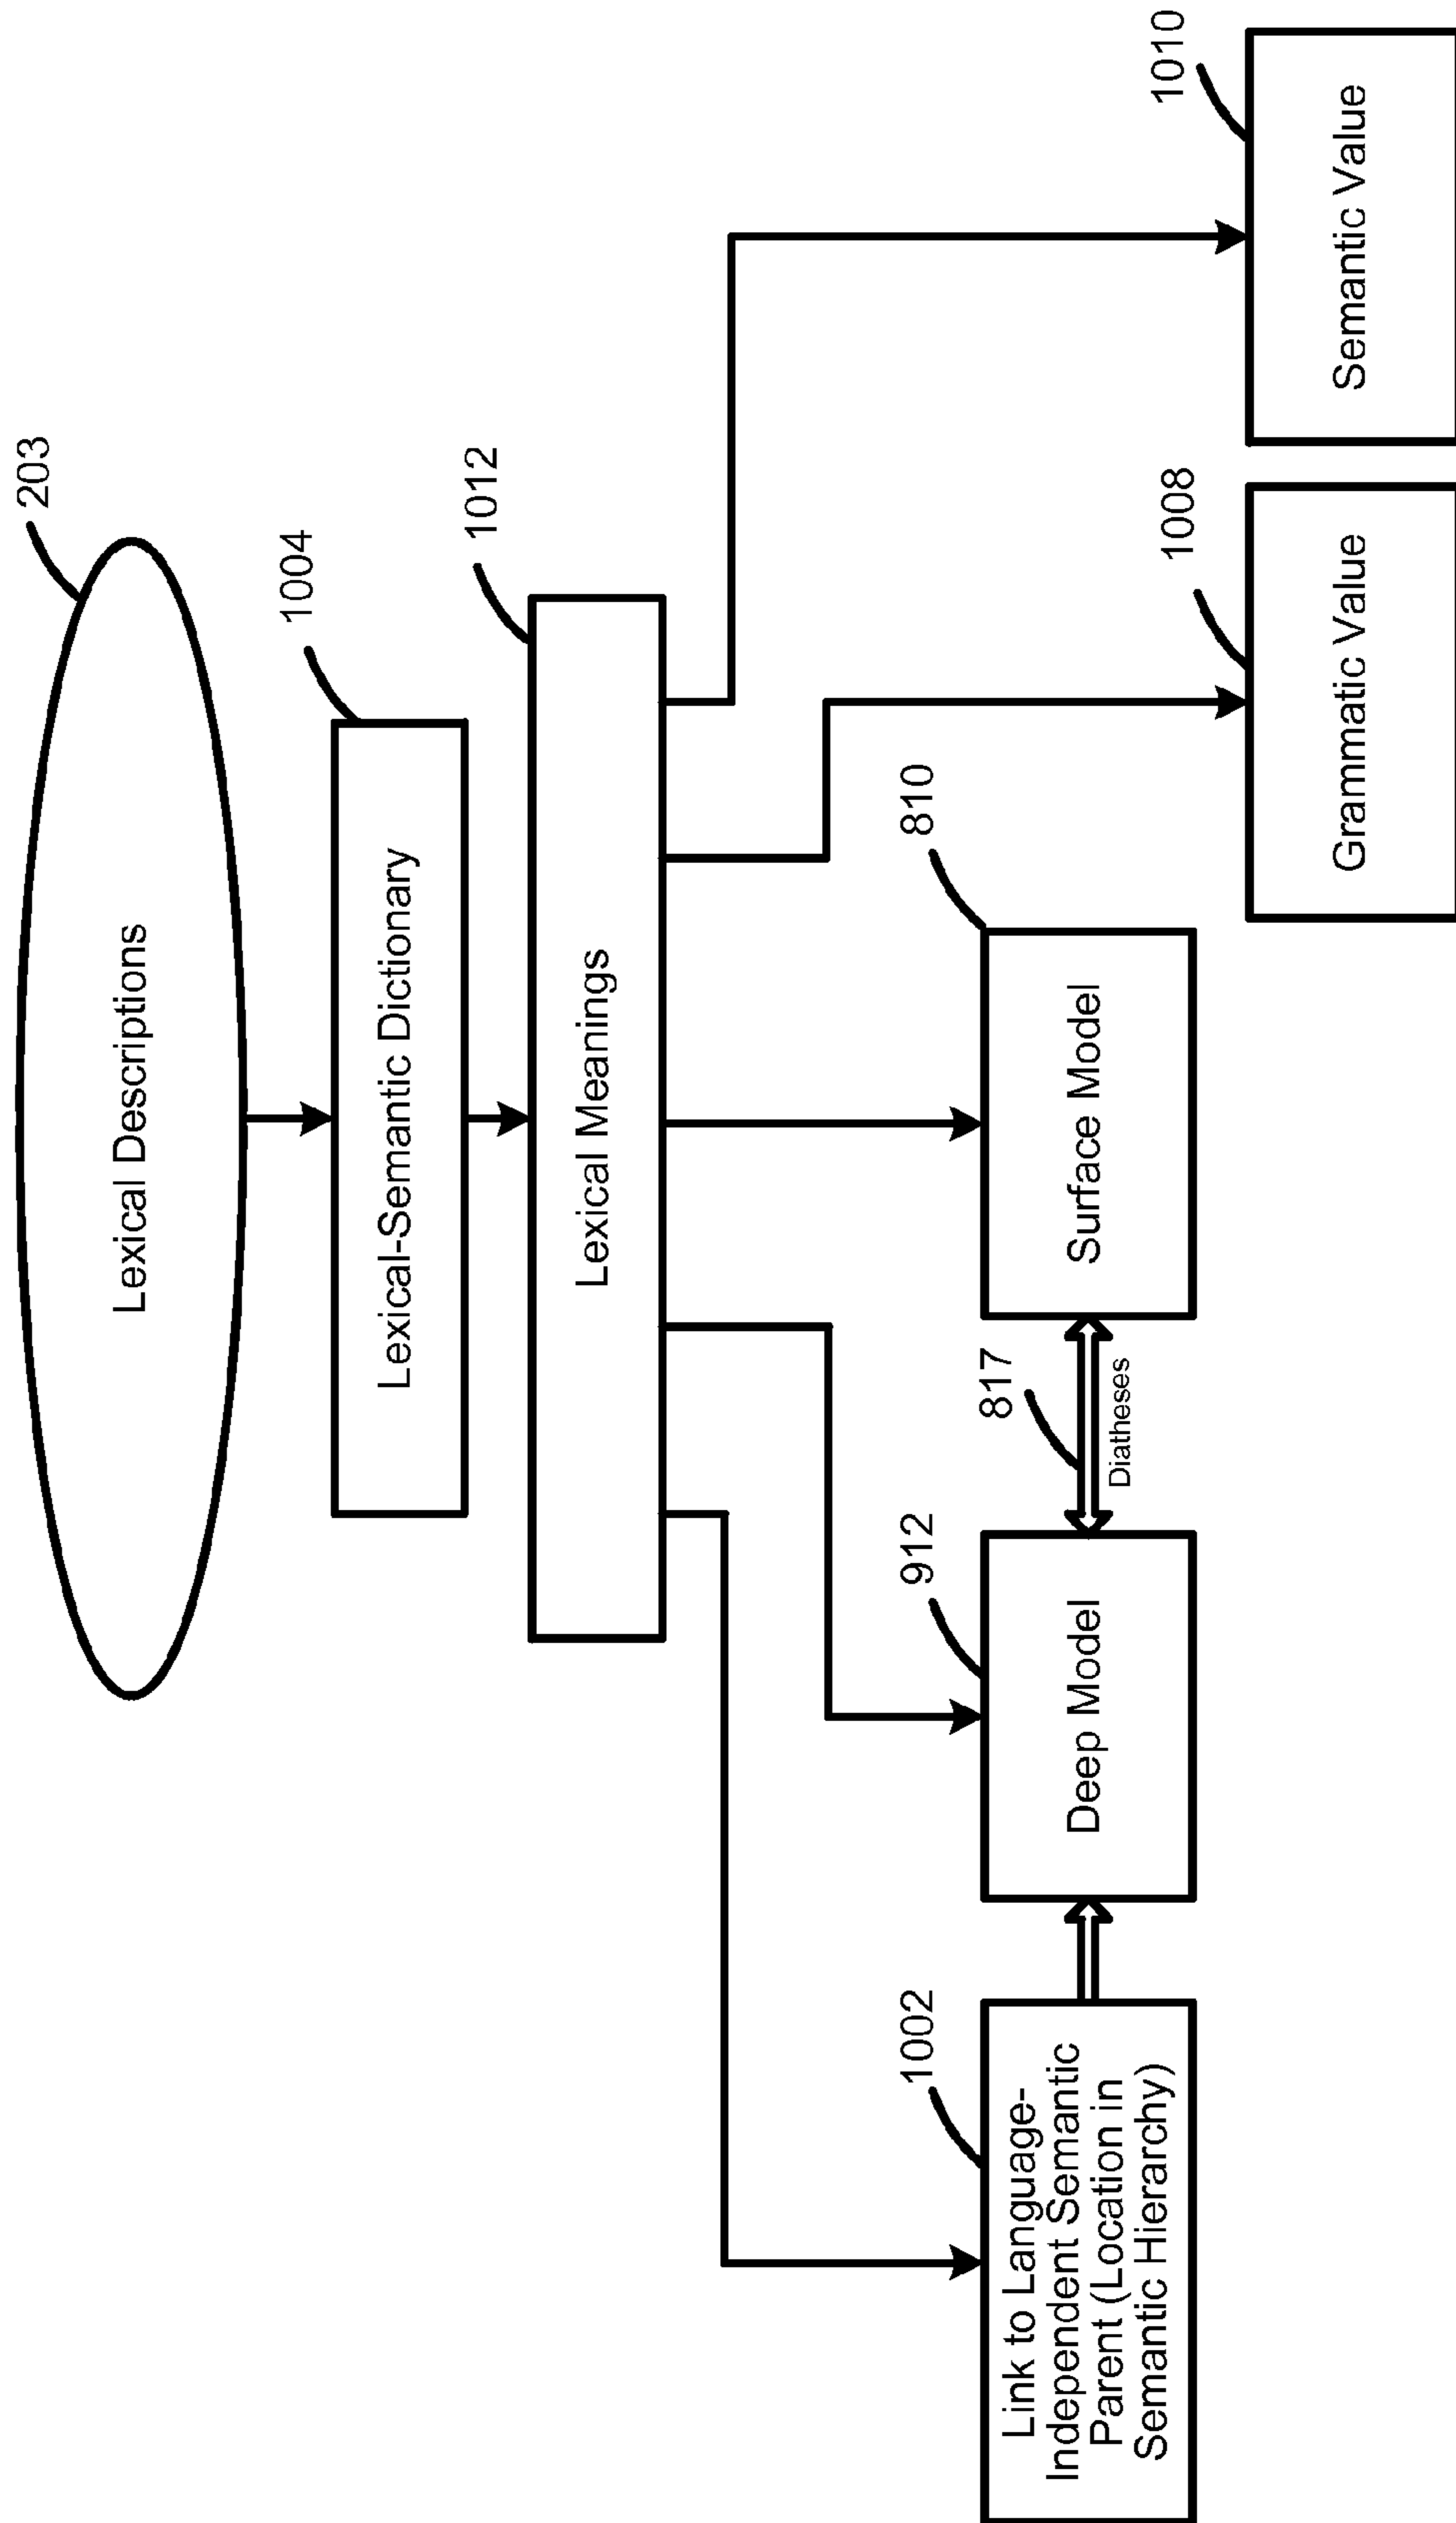 203
Lexical Descriptions
1004
Lexical-Semantic Dictionary
1012
Lexical Meanings
1002
Link to Language-
Independent Semantic
Parent (Location in
Semantic Hierarchy)
912
Deep Model
817
Diatheses
810
Surface Model
1008
Grammatic Value
1010
Semantic Value